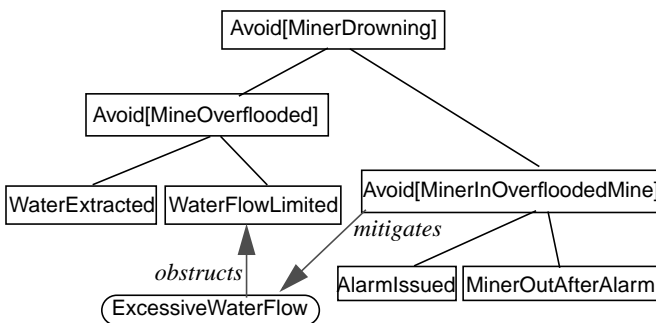 Avoid[MinerDrowning]
Avoid[MineOverflooded]
WaterExtracted
WaterFlowLimited
Avoid[MinerInOverfloodedMine]
mitigates
obstructs
AlarmIssued
MinerOutAfterAlarm
ExcessiveWaterFlow